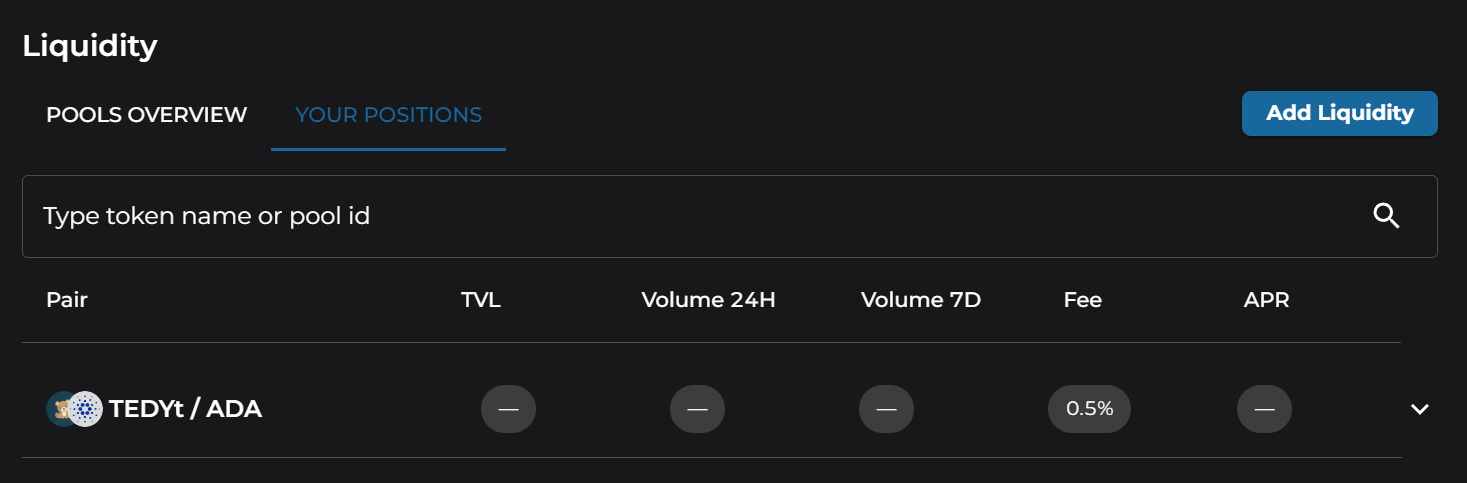 Liquidity
POOLS OVERVIEW YOUR POSITIONS Add Liquidity
Type token name or pool id
Pair TVL Volume 24H Volume 7D Fee APR
TEDYt / ADA — — — 0.5% —